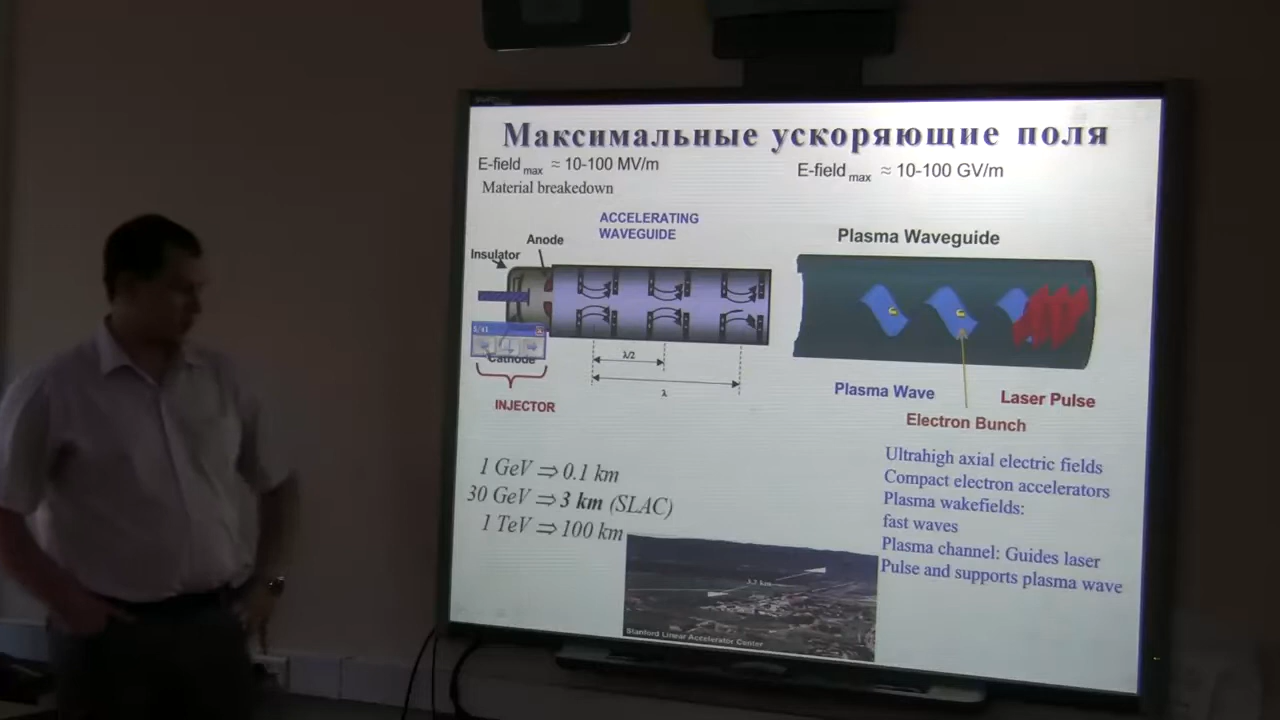 Максимальные ускоряющие поля
E-field max ≈ 10-100 MV/m
Material breakedown
ACCELERATING
WAVEGUIDE
Anode
Insulator
Cathode
INJECTOR
λ/2
λ
1 GeV ⇒ 0.1 km
30 GeV ⇒ 3 km (SLAC)
1 TeV ⇒ 100 km
Stanford Linear Accelerator Center
E-field max ≈ 10-100 GV/m
Plasma Waveguide
Plasma Wave
Laser Pulse
Electron Bunch
Ultrahigh axial electric fields
Compact electron accelerators
Plasma wakefields:
fast waves
Plasma channel: Guides laser
Pulse and supports plasma wave